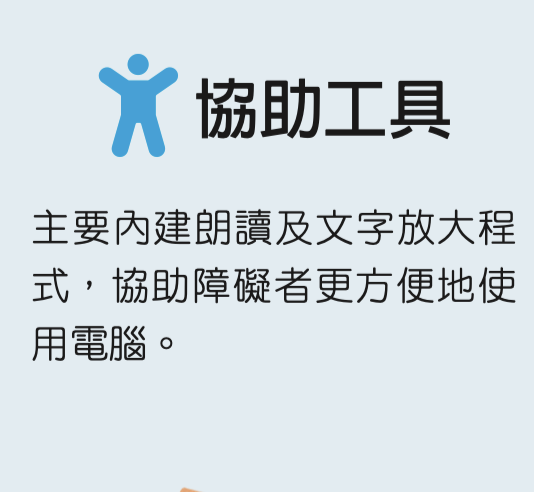 協助工具
主要內建朗讀及文字放大程
式，協助障礙者更方便地使
用電腦。